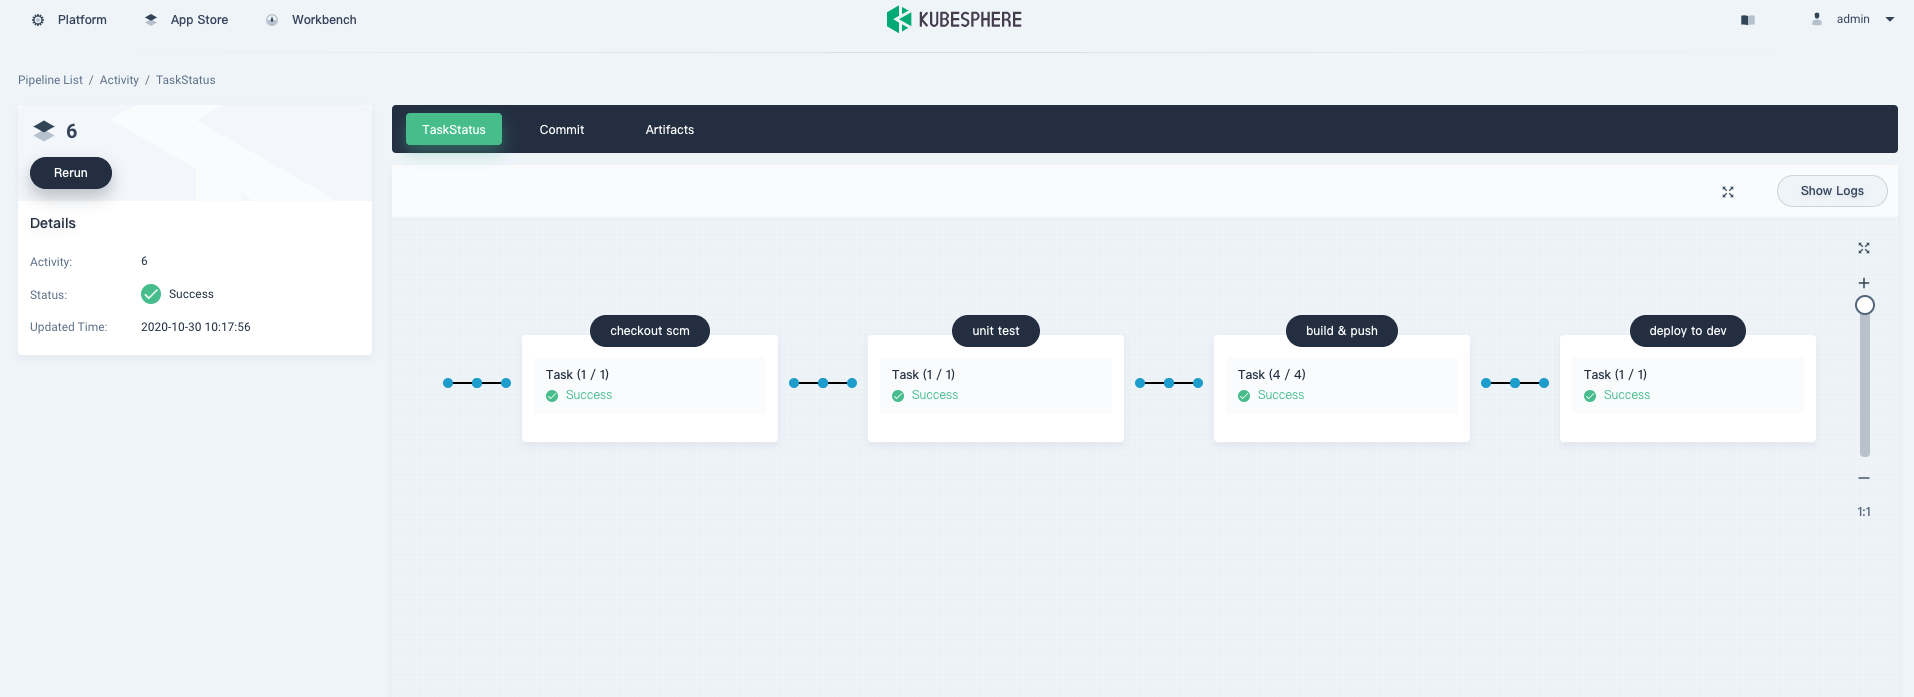 Platform
App Store
Workbench
KUBESPHERE
admin
Pipeline List / Activity / TaskStatus
6
Rerun
Details
Activity: 6
Status: Success
Updated Time: 2020-10-30 10:17:56
TaskStatus
Commit
Artifacts
Show Logs
checkout scm
Task (1 / 1)
Success
unit test
Task (1 / 1)
Success
build & push
Task (4 / 4)
Success
deploy to dev
Task (1 / 1)
Success
+
−
1:1